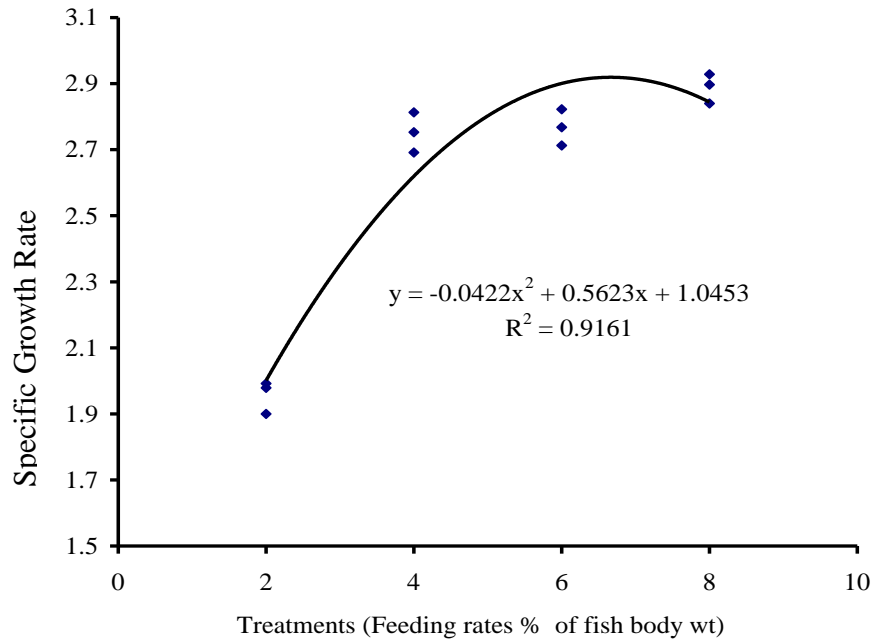 3.1
2.9
2.7
2.5
2.3
2.1
1.9
1.7
1.5
Specific Growth Rate
y = -0.0422x² + 0.5623x + 1.0453
R² = 0.9161
0 2 4 6 8 10
Treatments (Feeding rates % of fish body wt)